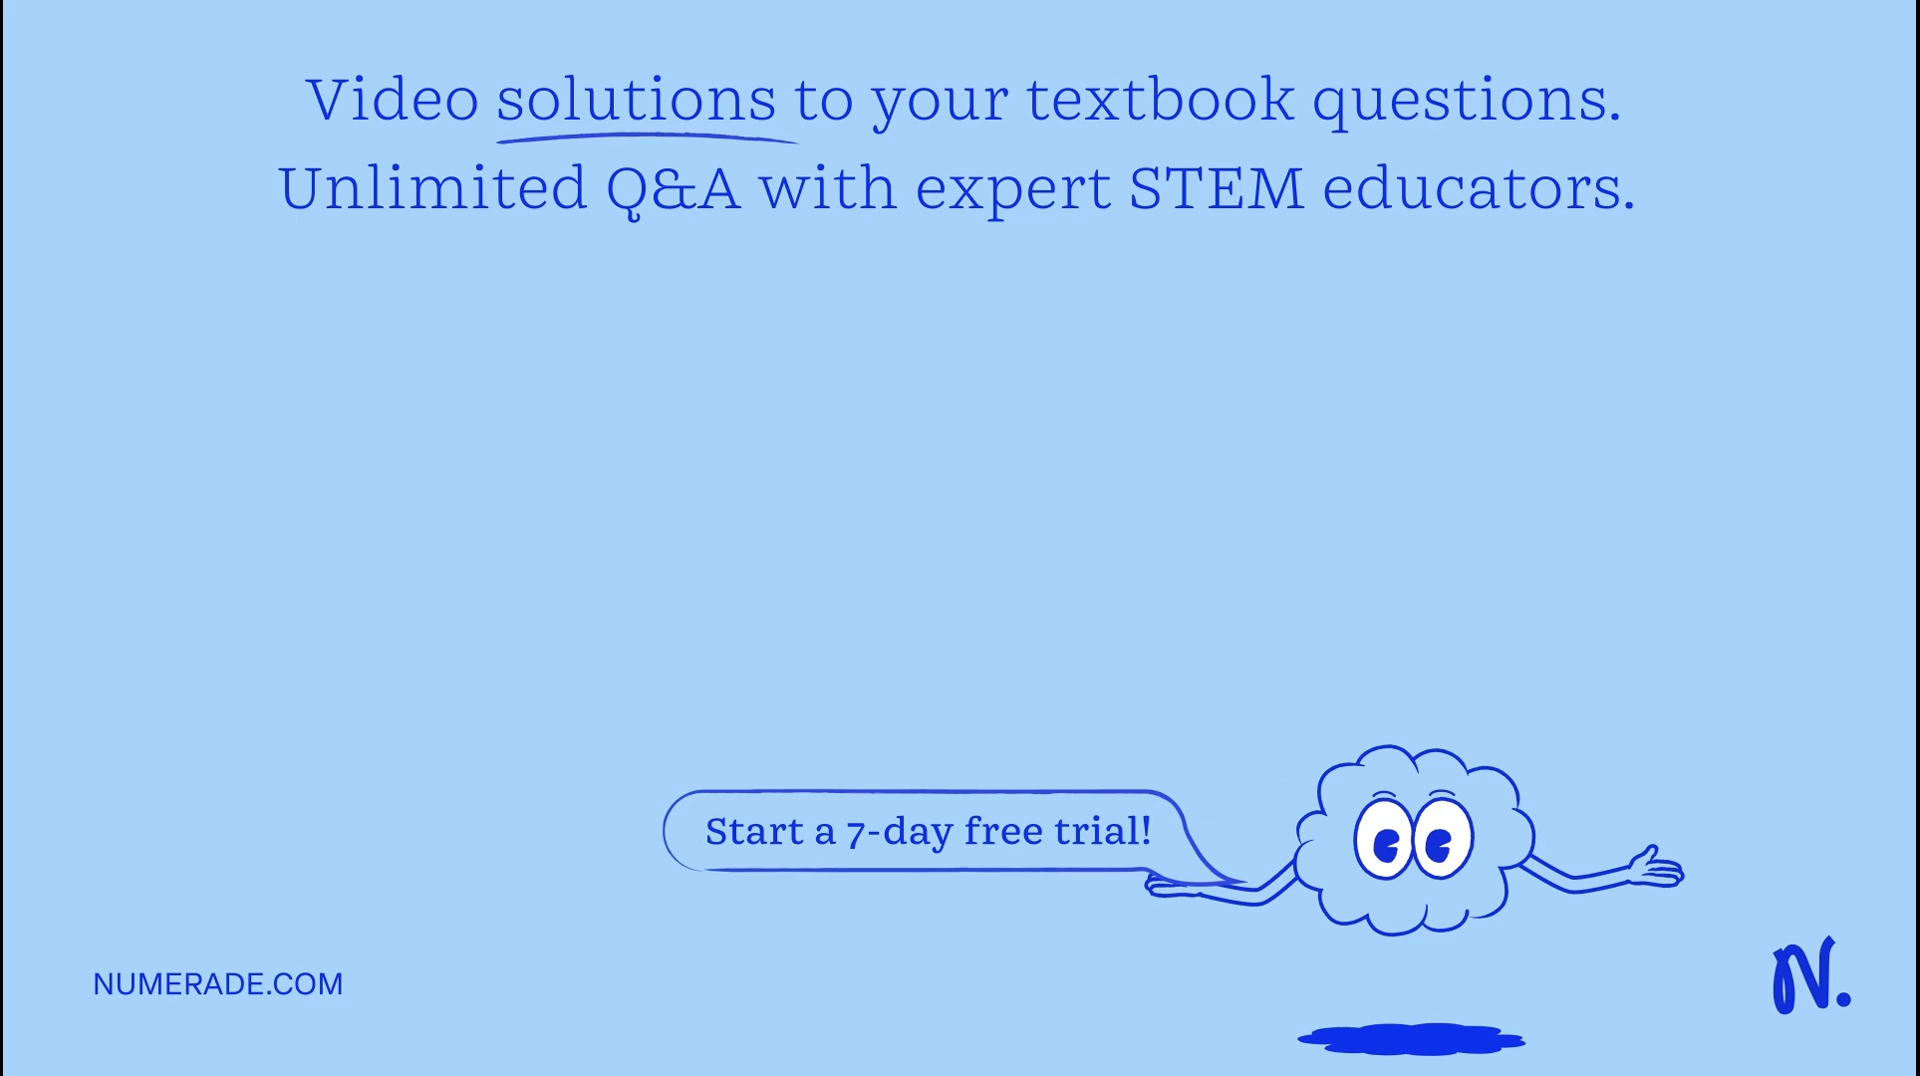 Video solutions to your textbook questions.
Unlimited Q&A with expert STEM educators.
Start a 7-day free trial!
NUMERADE.COM
N.